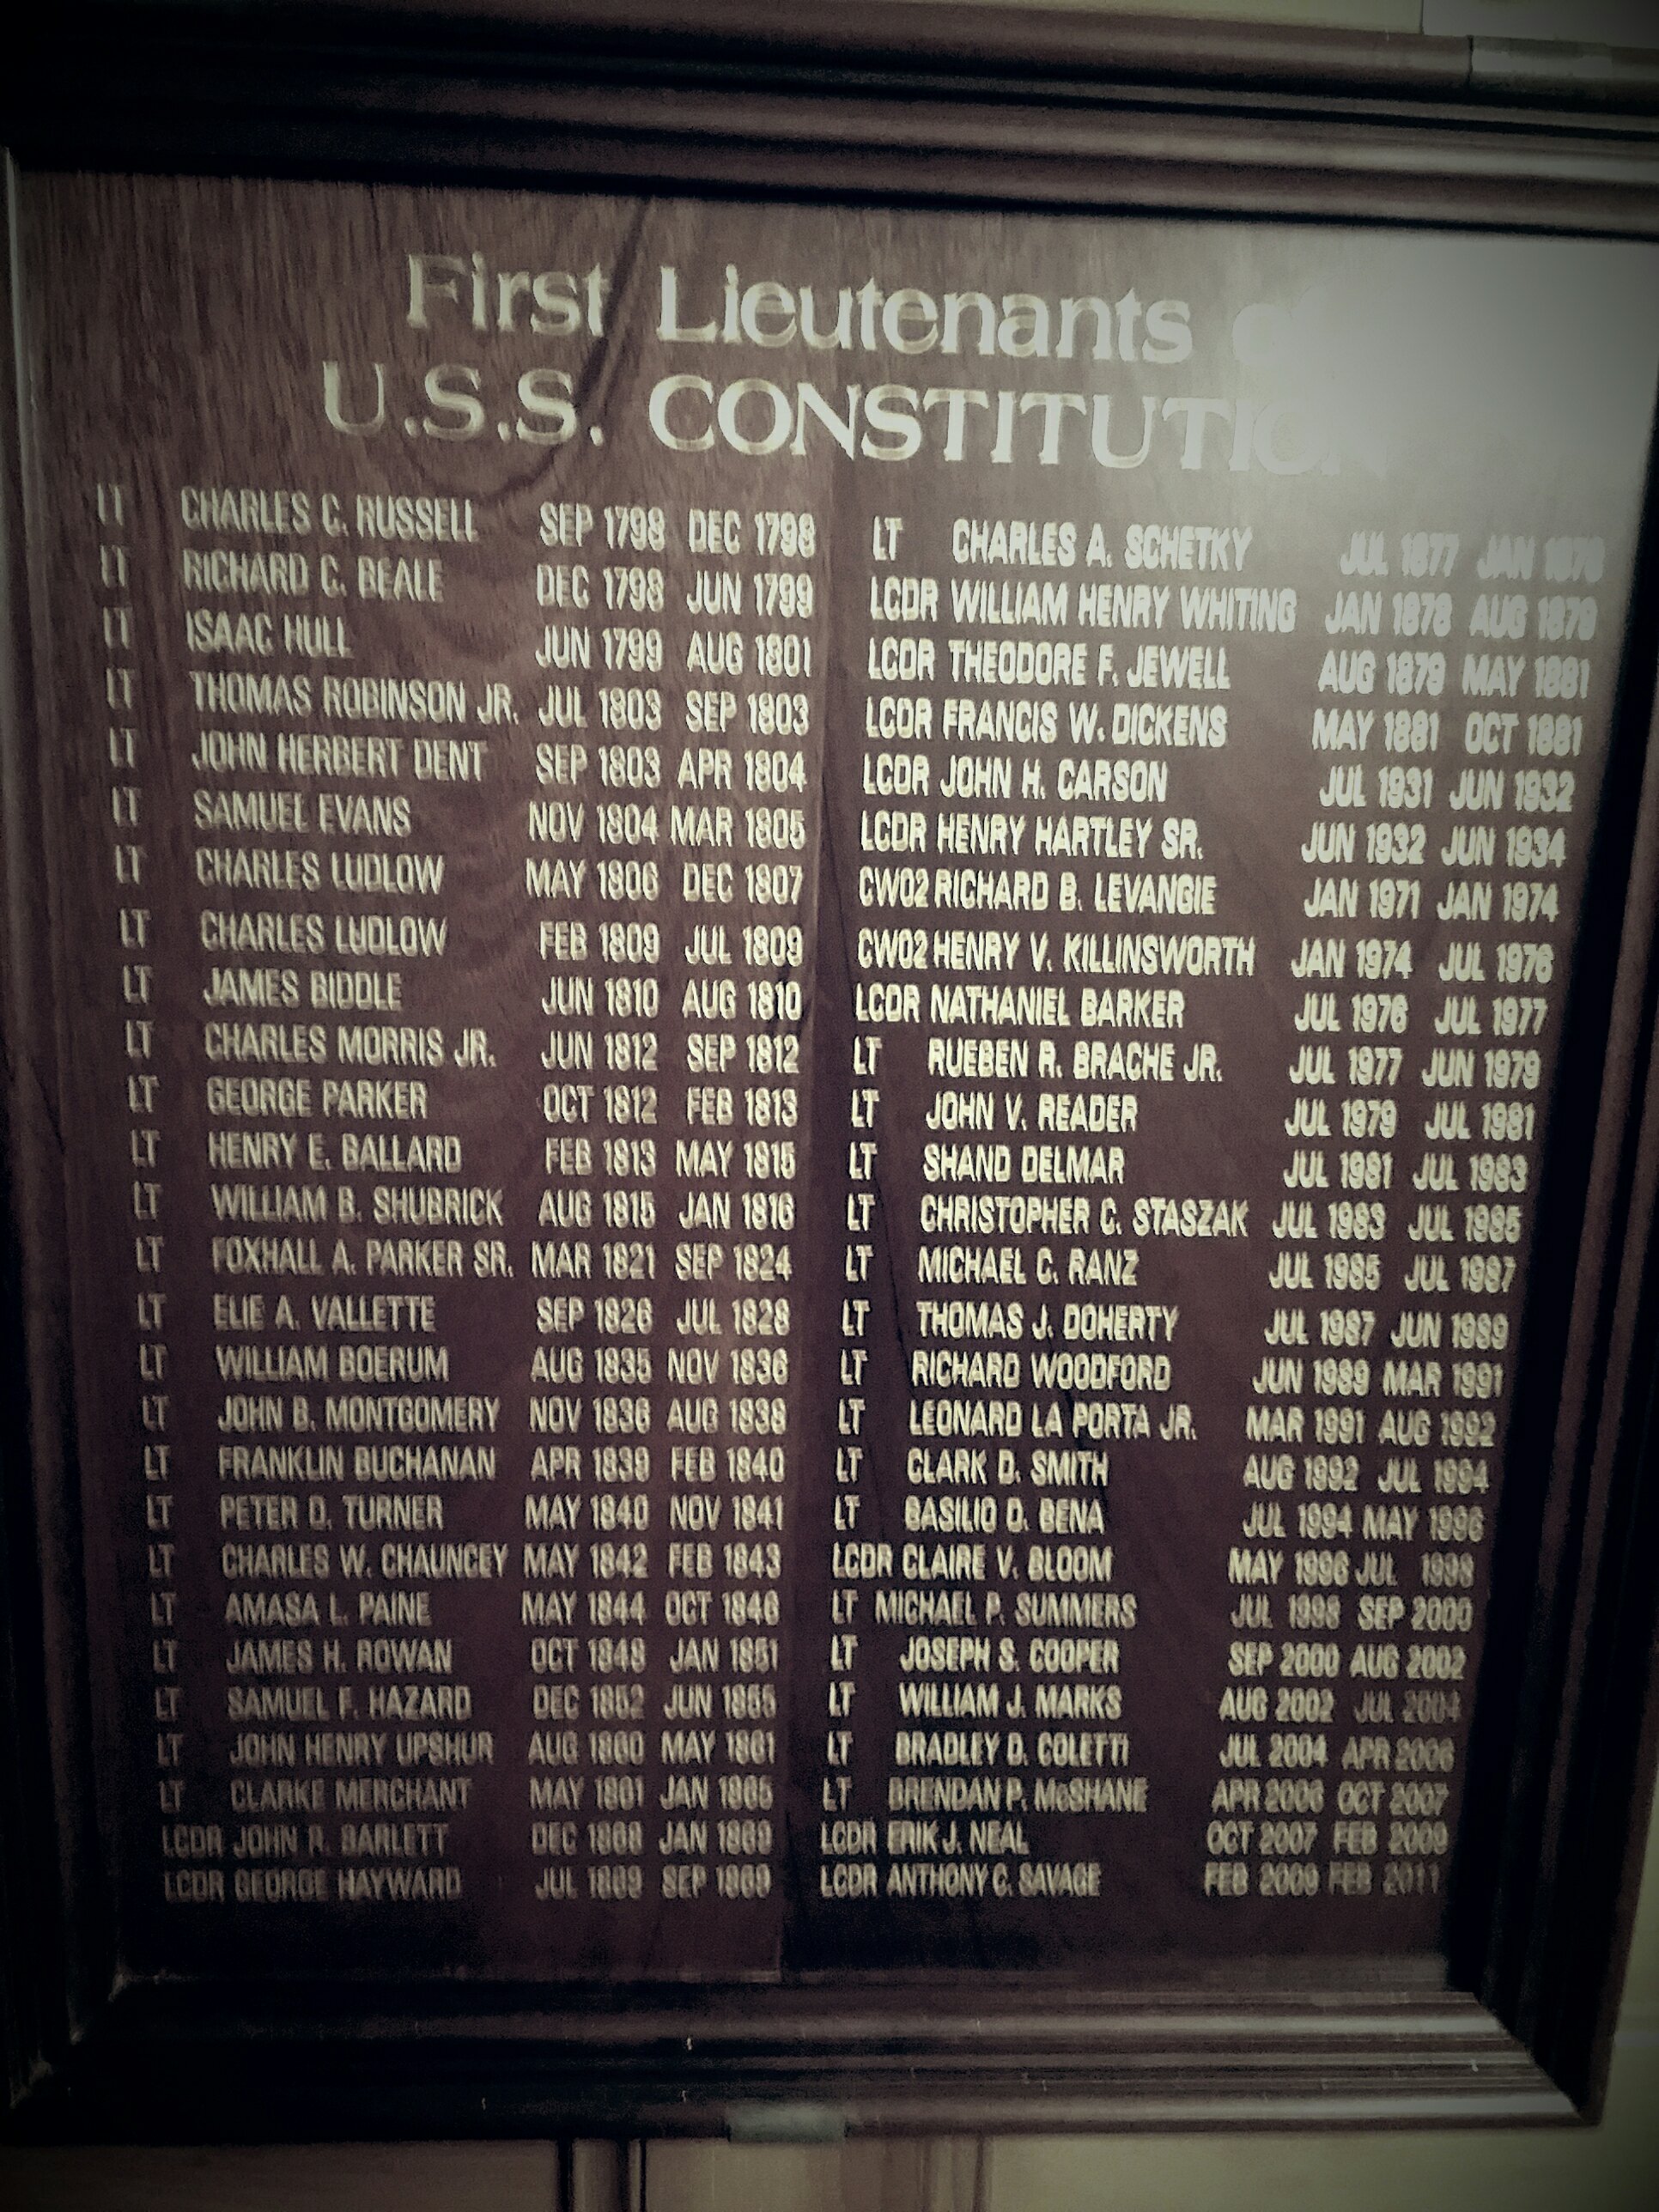 First Lieutenants
U.S.S. CONSTITUTION
LT CHARLES C. RUSSELL SEP 1798 DEC 1798
LT RICHARD C. BEALE DEC 1798 JUN 1799
LT ISAAC HULL JUN 1799 AUG 1801
LT THOMAS ROBINSON JR. JUL 1803 SEP 1803
LT JOHN HERBERT DENT SEP 1803 APR 1804
LT SAMUEL EVANS NOV 1804 MAR 1805
LT CHARLES LUDLOW MAY 1806 DEC 1807
LT CHARLES LUDLOW FEB 1809 JUL 1809
LT JAMES BIDDLE JUN 1810 AUG 1810
LT CHARLES MORRIS JR. JUN 1812 SEP 1812
LT GEORGE PARKER OCT 1812 FEB 1813
LT HENRY E. BALLARD FEB 1813 MAY 1815
LT WILLIAM B. SHUBRICK AUG 1815 JAN 1816
LT FOXHALL A. PARKER SR. MAR 1821 SEP 1824
LT ELIE A. VALLETTE SEP 1826 JUL 1828
LT WILLIAM BOERUM AUG 1835 NOV 1836
LT JOHN B. MONTGOMERY NOV 1836 AUG 1838
LT FRANKLIN BUCHANAN APR 1839 FEB 1840
LT PETER D. TURNER MAY 1840 NOV 1841
LT CHARLES W. CHAUNCEY MAY 1842 FEB 1843
LT AMASA L. PAINE MAY 1844 OCT 1846
LT JAMES H. ROWAN OCT 1848 JAN 1851
LT SAMUEL F. HAZARD DEC 1852 JUN 1855
LT JOHN HENRY UPSHUR AUG 1860 MAY 1861
LT CLARKE MERCHANT MAY 1861 JAN 1865
LCDR JOHN R. BARLETT DEC 1868 JAN 1869
LCDR GEORGE HAYWARD JUL 1869 SEP 1869
LT CHARLES A. SCHETKY JUL 1877 JAN 1878
LCDR WILLIAM HENRY WHITING JAN 1878 AUG 1879
LCDR THEODORE F. JEWELL AUG 1879 MAY 1881
LCDR FRANCIS W. DICKENS MAY 1881 OCT 1881
LCDR JOHN H. CARSON JUL 1931 JUN 1932
LCDR HENRY HARTLEY SR. JUN 1932 JUN 1934
CWO2 RICHARD B. LEVANGIE JAN 1971 JAN 1974
CWO2 HENRY V. KILLINSWORTH JAN 1974 JUL 1976
LCDR NATHANIEL BARKER JUL 1976 JUL 1977
LT RUEBEN R. BRACHE JR. JUL 1977 JUN 1979
LT JOHN V. READER JUL 1979 JUL 1981
LT SHAND DELMAR JUL 1981 JUL 1983
LT CHRISTOPHER C. STASZAK JUL 1983 JUL 1985
LT MICHAEL C. RANZ JUL 1985 JUL 1987
LT THOMAS J. DOHERTY JUL 1987 JUN 1989
LT RICHARD WOODFORD JUN 1989 MAR 1991
LT LEONARD LA PORTA JR. MAR 1991 AUG 1992
LT CLARK D. SMITH AUG 1992 JUL 1994
LT BASILIO D. BENA JUL 1994 MAY 1996
LCDR CLAIRE V. BLOOM MAY 1996 JUL 1998
LT MICHAEL P. SUMMERS JUL 1998 SEP 2000
LT JOSEPH S. COOPER SEP 2000 AUG 2002
LT WILLIAM J. MARKS AUG 2002 JUL 2004
LT BRADLEY D. COLETTI JUL 2004 APR 2006
LT BRENDAN P. McSHANE APR 2006 OCT 2007
LCDR ERIK J. NEAL OCT 2007 FEB 2009
LCDR ANTHONY C. SAVAGE FEB 2009 FEB 2011